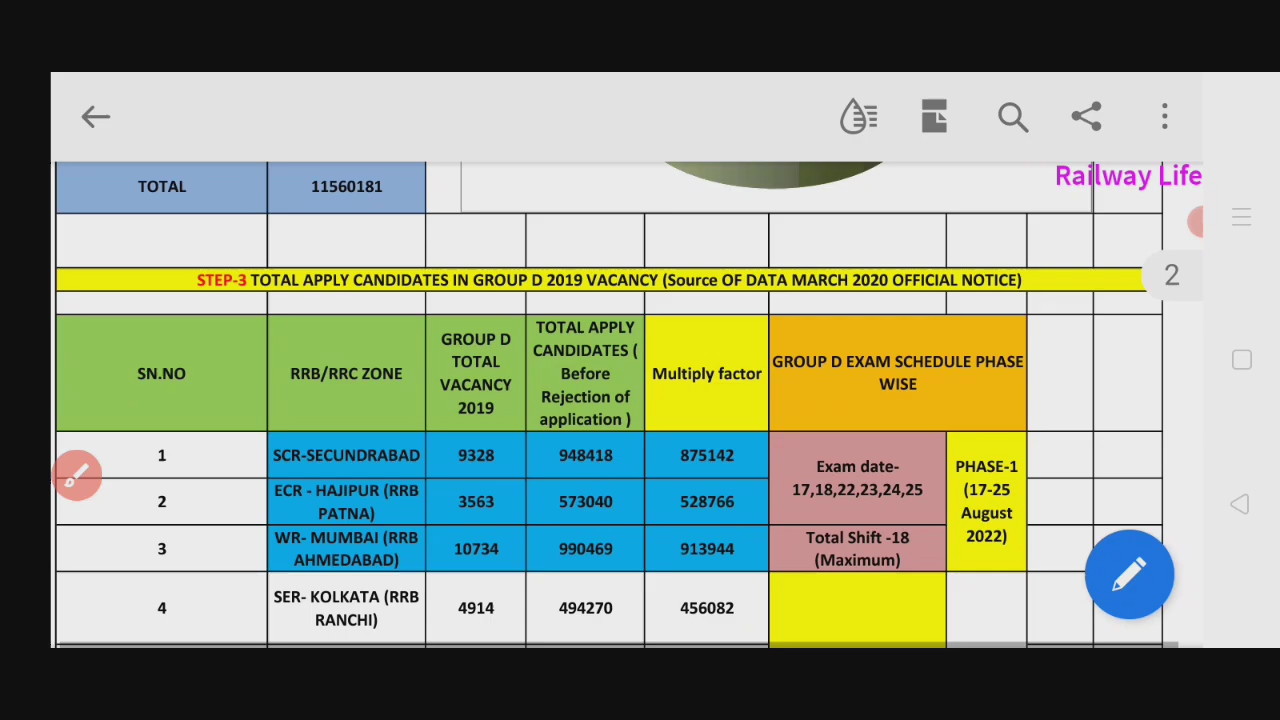 TOTAL 11560181
Railway Life
STEP-3 TOTAL APPLY CANDIDATES IN GROUP D 2019 VACANCY (Source OF DATA MARCH 2020 OFFICIAL NOTICE)
2
SN.NO
RRB/RRC ZONE
GROUP D
TOTAL
VACANCY
2019
TOTAL APPLY
CANDIDATES (
Before
Rejection of
application )
Multiply factor
GROUP D EXAM SCHEDULE PHASE
WISE
1
SCR-SECUNDRABAD
9328
948418
875142
Exam date-
17,18,22,23,24,25
PHASE-1
(17-25
August
2022)
2
ECR - HAJIPUR (RRB
PATNA)
3563
573040
528766
3
WR- MUMBAI (RRB
AHMEDABAD)
10734
990469
913944
Total Shift -18
(Maximum)
4
SER- KOLKATA (RRB
RANCHI)
4914
494270
456082